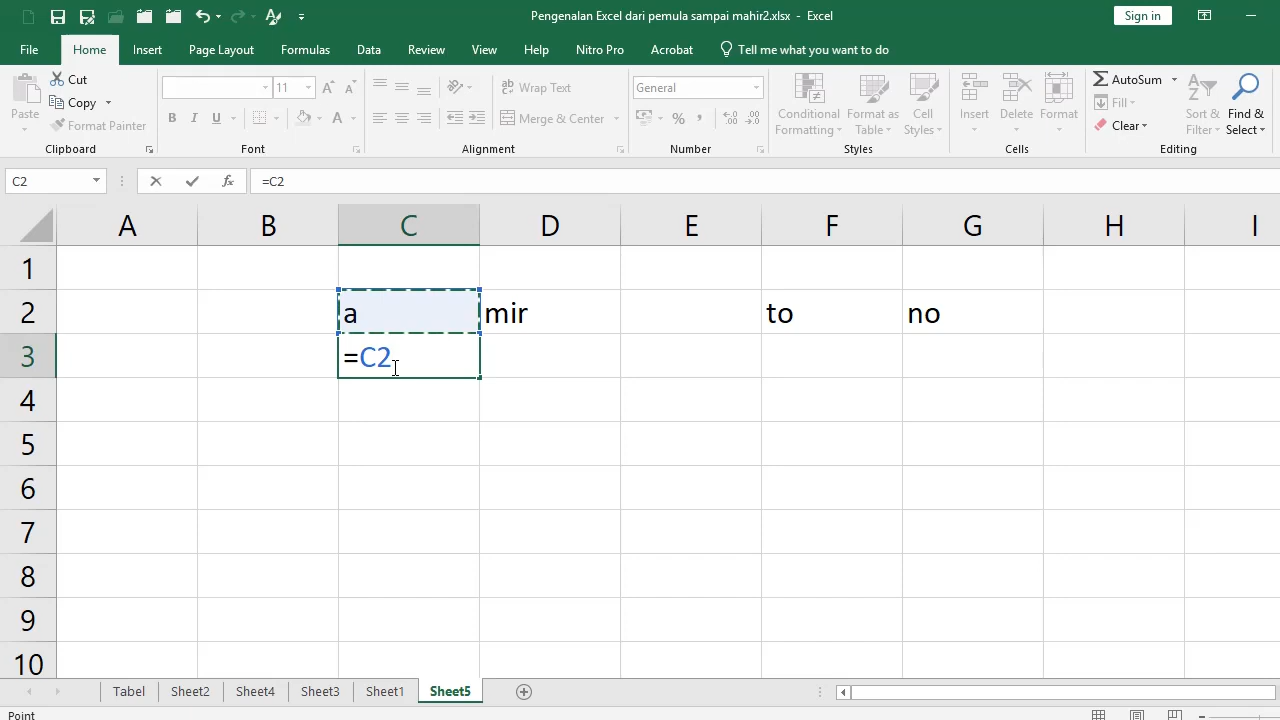 Pengenalan Excel dari pemula sampai mahir2.xlsx - Excel
Sign in
File Home Insert Page Layout Formulas Data Review View Help Nitro Pro Acrobat Tell me what you want to do
Paste
Cut
Copy
Format Painter
Clipboard
11 A A
B I U A
Font
ab Wrap Text
Merge & Center
Alignment
General
% , .00 .0
Number
Conditional Formatting
Format as Table
Cell Styles
Styles
Insert Delete Format
Cells
AutoSum
Fill
Clear
Sort & Filter
Find & Select
Editing
C2 fx =C2
A B C D E F G H I
1
2 a mir to no
3 =C2
4
5
6
7
8
9
10
Tabel Sheet2 Sheet4 Sheet3 Sheet1 Sheet5
Point